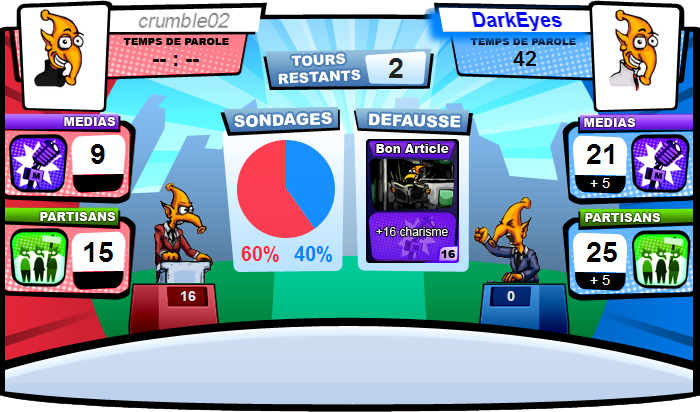 crumble02
TEMPS DE PAROLE
-- : --
TOURS
RESTANTS
2
DarkEyes
TEMPS DE PAROLE
42
MEDIAS
9
M
PARTISANS
15
SONDAGES
60% 40%
DEFAUSSE
Bon Article
+16 charisme
16
MEDIAS
21
+ 5
M
PARTISANS
25
+ 5
16
0